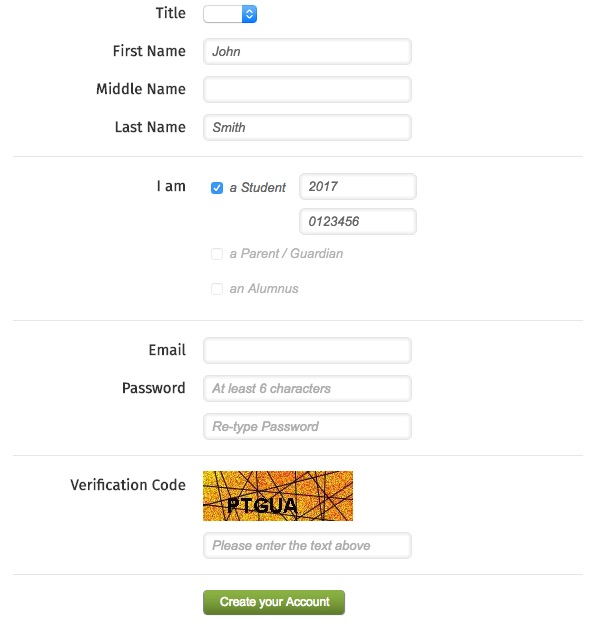 Title
First Name John
Middle Name
Last Name Smith
I am a Student 2017
0123456
a Parent / Guardian
an Alumnus
Email
Password At least 6 characters
Re-type Password
Verification Code PTGUA
Please enter the text above
Create your Account